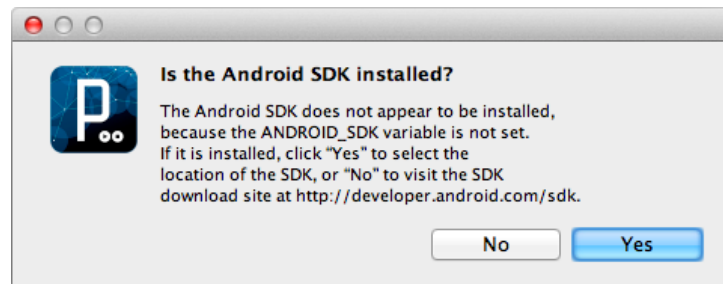 P
Is the Android SDK installed?
The Android SDK does not appear to be installed,
because the ANDROID_SDK variable is not set.
If it is installed, click “Yes” to select the
location of the SDK, or “No” to visit the SDK
download site at http://developer.android.com/sdk.
No
Yes